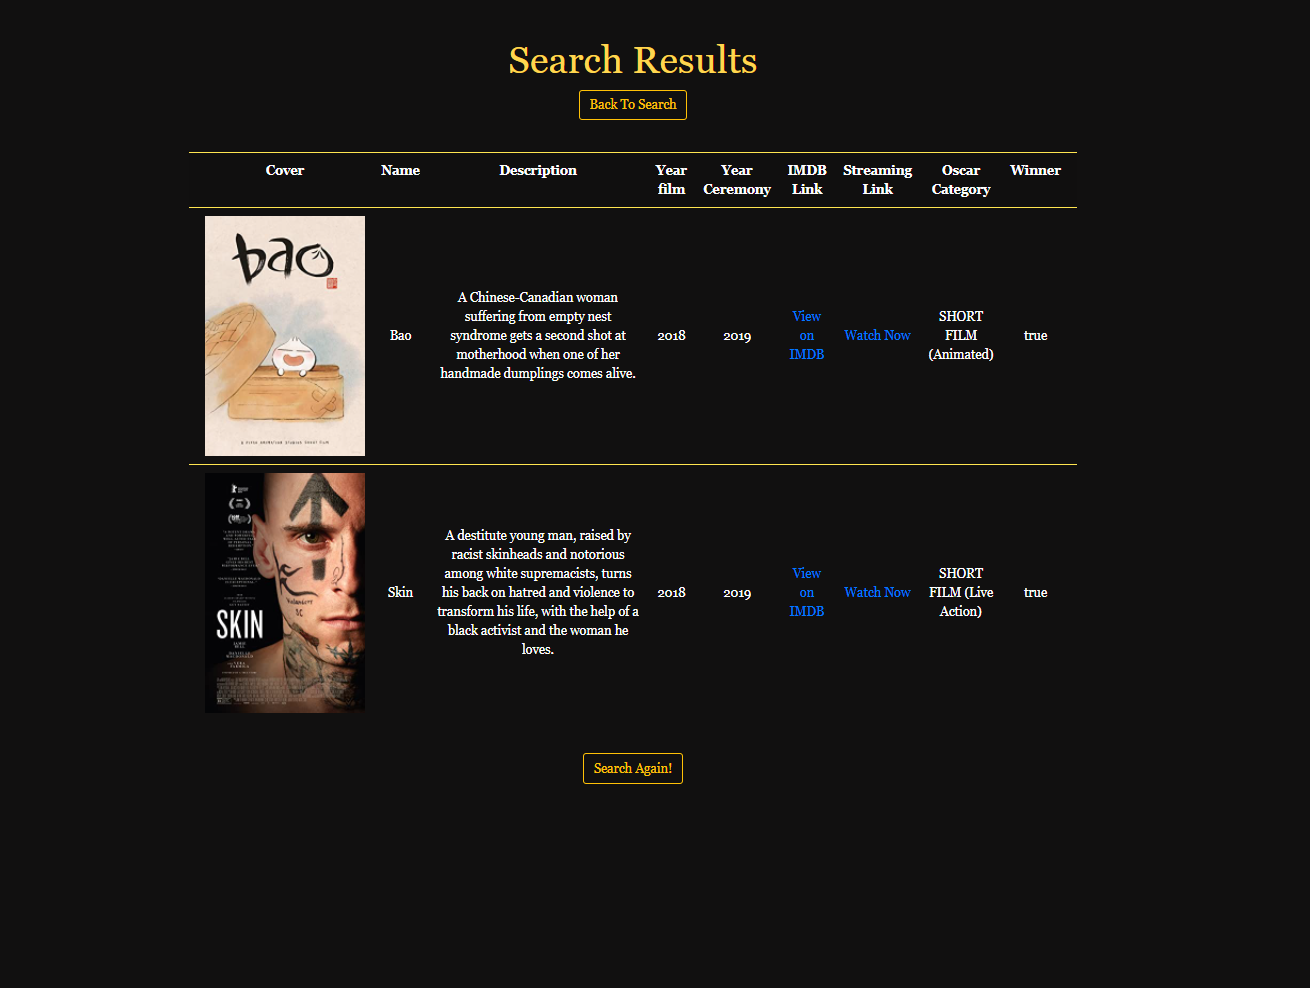 Search Results
Back To Search
Cover Name Description Year film Year Ceremony IMDB Link Streaming Link Oscar Category Winner
bao
Bao
A Chinese-Canadian woman
suffering from empty nest
syndrome gets a second shot at
motherhood when one of her
handmade dumplings comes alive.
2018
2019
View
on
IMDB
Watch Now
SHORT
FILM
(Animated)
true
SKIN
JAMIE
BELL
Skin
A destitute young man, raised by
racist skinheads and notorious
among white supremacists, turns
his back on hatred and violence to
transform his life, with the help of a
black activist and the woman he
loves.
2018
2019
View
on
IMDB
Watch Now
SHORT
FILM (Live
Action)
true
Search Again!